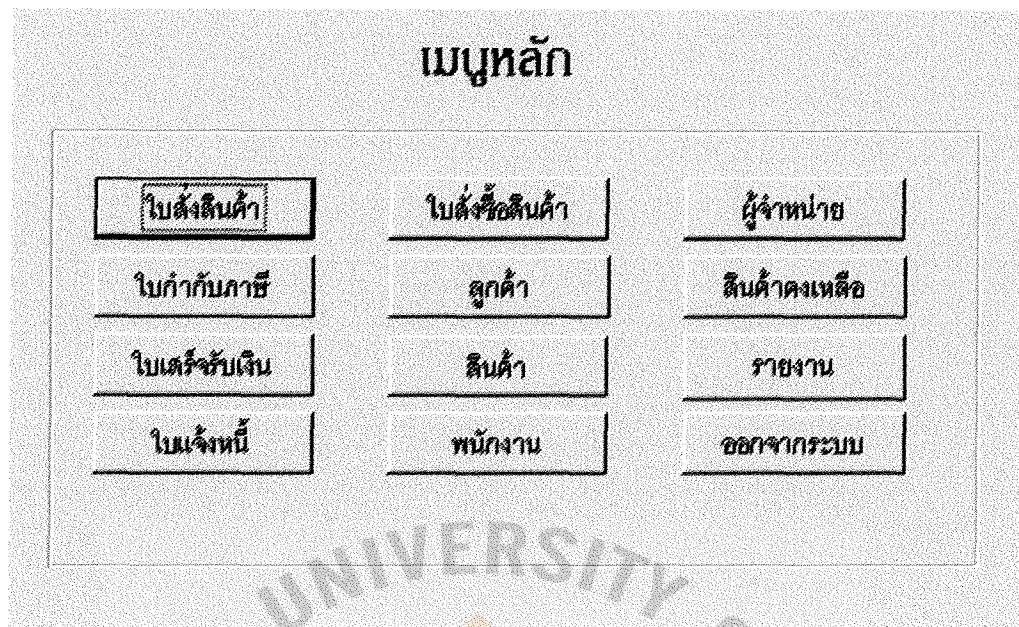 เมนูหลัก
ใบสั่งสินค้า ใบสั่งซื้อสินค้า ผู้จำหน่าย
ใบกำกับภาษี ลูกค้า สินค้าคงเหลือ
ใบเสร็จรับเงิน สินค้า รายงาน
ใบแจ้งหนี้ พนักงาน ออกจากระบบ
UNIVERSITY